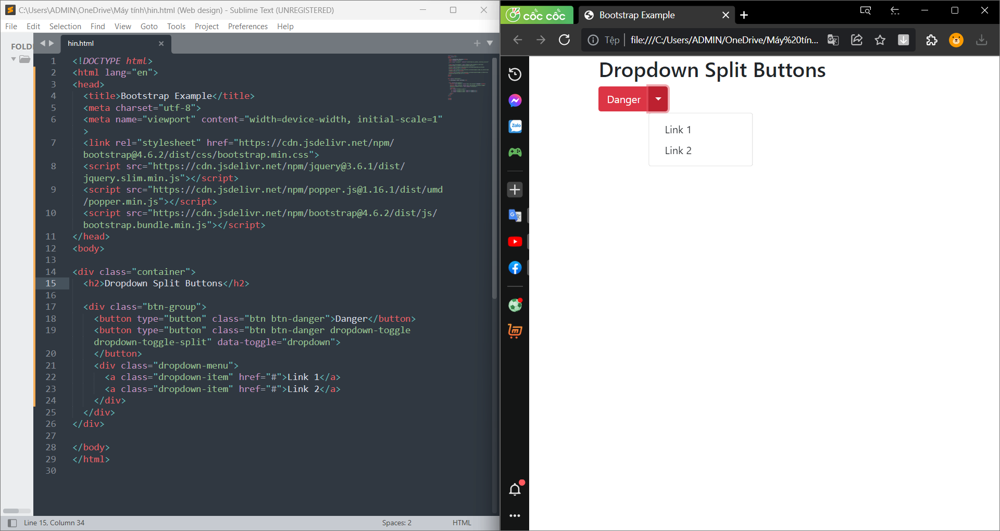 C:\Users\ADMIN\OneDrive\Máy tính\hin.html (Web design) - Sublime Text (UNREGISTERED)
File Edit Selection Find View Goto Tools Project Preferences Help
FOLD
hin.html
1 <!DOCTYPE html>
2 <html lang="en">
3 <head>
4 <title>Bootstrap Example</title>
5 <meta charset="utf-8">
6 <meta name="viewport" content="width=device-width, initial-scale=1"
>
7 <link rel="stylesheet" href="https://cdn.jsdelivr.net/npm/
bootstrap@4.6.2/dist/css/bootstrap.min.css">
8 <script src="https://cdn.jsdelivr.net/npm/jquery@3.6.1/dist/
jquery.slim.min.js"></script>
9 <script src="https://cdn.jsdelivr.net/npm/popper.js@1.16.1/dist/umd
/popper.min.js"></script>
10 <script src="https://cdn.jsdelivr.net/npm/bootstrap@4.6.2/dist/js/
bootstrap.bundle.min.js"></script>
11 </head>
12 <body>
13
14 <div class="container">
15 <h2>Dropdown Split Buttons</h2>
16
17 <div class="btn-group">
18 <button type="button" class="btn btn-danger">Danger</button>
19 <button type="button" class="btn btn-danger dropdown-toggle
dropdown-toggle-split" data-toggle="dropdown">
20 </button>
21 <div class="dropdown-menu">
22 <a class="dropdown-item" href="#">Link 1</a>
23 <a class="dropdown-item" href="#">Link 2</a>
24 </div>
25 </div>
26 </div>
27
28 </body>
29 </html>
30
Line 15, Column 34 Spaces: 2 HTML
cốc cốc
Bootstrap Example
Tệp file:///C:/Users/ADMIN/OneDrive/Máy%20tín...
Zalo
Dropdown Split Buttons
Danger
Link 1
Link 2